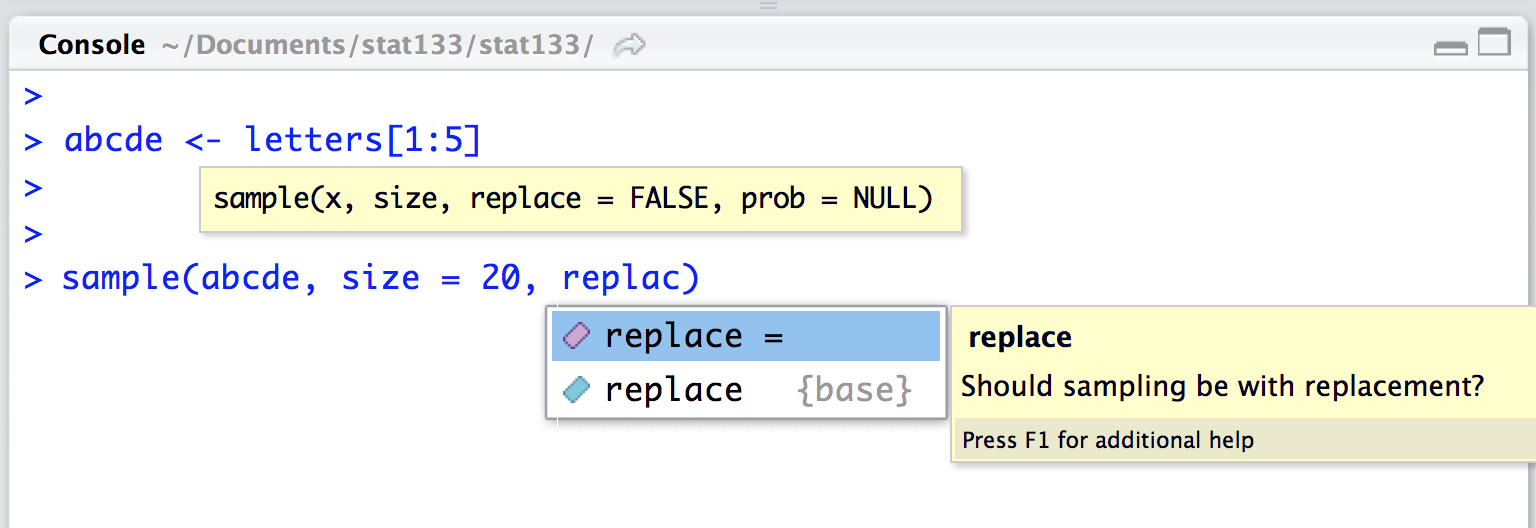 Console ~/Documents/stat133/stat133/
>
> abcde <- letters[1:5]
>
sample(x, size, replace = FALSE, prob = NULL)
>
> sample(abcde, size = 20, replac)
replace =
replace {base}
replace
Should sampling be with replacement?
Press F1 for additional help